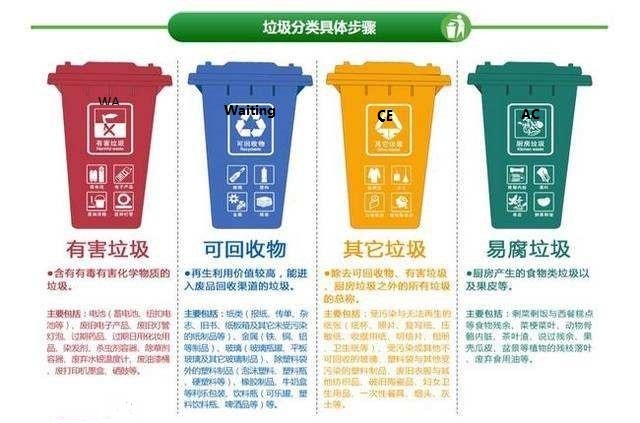 垃圾分类具体步骤
WA
有害垃圾
Harmful waste
Waiting
可回收物
Recyclable
CE
其它垃圾
AC
厨房垃圾
Kitchen waste
有害垃圾
●含有有毒有害化学物质的
垃圾。
主要包括：电池（蓄电池、纽扣电
池等）、废旧电子产品、废旧灯管
灯泡、过期药品、过期日用化妆用
品、染发剂、杀虫剂容器、除草剂
容器、废弃水银温度计、废油漆桶
、废打印机墨盒、硒鼓等。
可回收物
●再生利用价值较高，能进
入废品回收渠道的垃圾。
主要包括：纸类（报纸、传单、杂
志、旧书、纸板箱及其它未受污染
的纸制品等）、金属（铁、铜、铝
等制品）、玻璃（玻璃瓶罐、平板
玻璃及其它玻璃制品）、除塑料袋
外的塑料制品（泡沫塑料、塑料瓶
、硬塑料等）、橡胶制品、牛奶盒
等利乐包装、饮料瓶（可乐罐、塑
料饮料瓶、啤酒瓶等）等。
其它垃圾
●除去可回收物、有害垃圾
、厨房垃圾之外的所有垃圾
的总称。
主要包括：受污染与无法再生的
纸张（纸杯、照片、复写纸、压
敏纸、收据用纸、明信片、相册
、卫生纸等）、受污染或其他不
可回收的玻璃、塑料袋与其他受
污染的塑料制品、废旧衣服与其
他纺织品、破旧陶瓷品、妇女卫
生用品、一次性餐具、烟头、灰
土等。
易腐垃圾
●厨房产生的食物类垃圾以
及果皮等。
主要包括：剩菜剩饭与西餐糕点
等食物残余、菜梗菜叶、动物骨
骼内脏、茶叶渣、说过残余、果
壳瓜皮、盆景等植物的残枝落叶
、废弃食用油等。